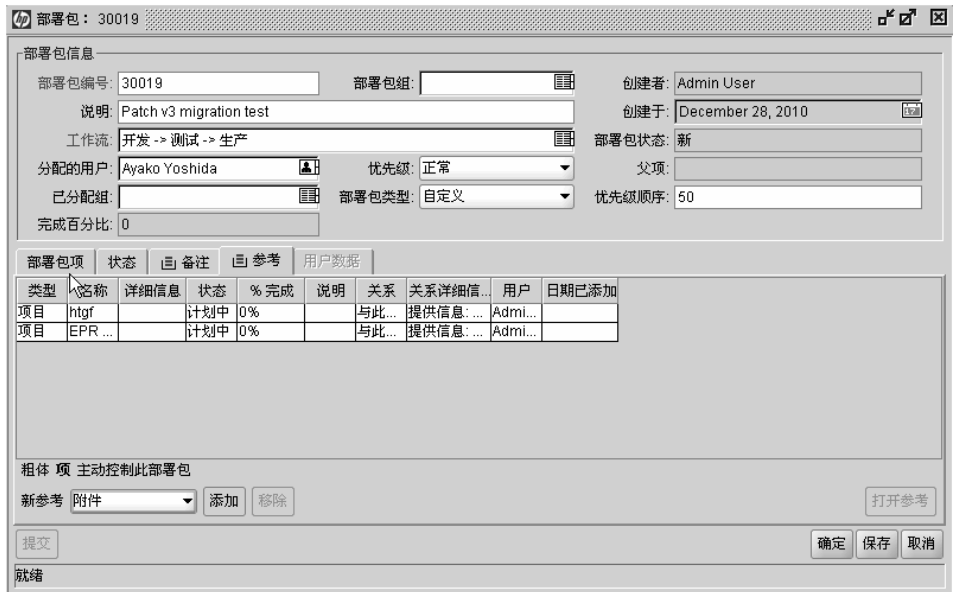 hp 部署包： 30019
部署包信息
部署包编号: 30019 部署包组: 创建者: Admin User
说明: Patch v3 migration test 创建于: December 28, 2010
工作流: 开发 -> 测试 -> 生产 部署包状态: 新
分配的用户: Ayako Yoshida 优先级: 正常 父项:
已分配组: 部署包类型: 自定义 优先级顺序: 50
完成百分比: 0
部署包项 状态 备注 参考 用户数据
类型 名称 详细信息 状态 % 完成 说明 关系 关系详细信... 用户 日期已添加
项目 htgf 计划中 0% 与此... 提供信息: ... Admi...
项目 EPR ... 计划中 0% 与此... 提供信息: ... Admi...
粗体 项 主动控制此部署包
新参考 附件 添加 移除 打开参考
提交 确定 保存 取消
就绪